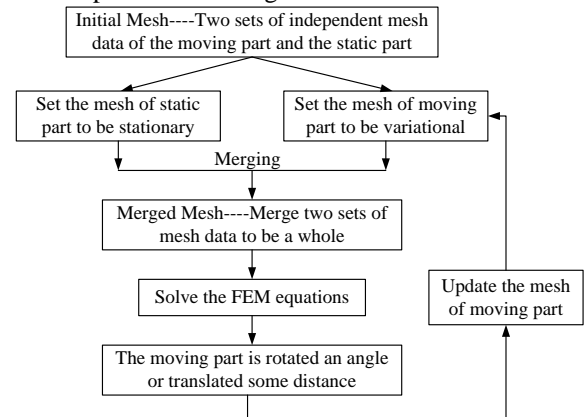 Initial Mesh----Two sets of independent mesh
data of the moving part and the static part
Set the mesh of static
part to be stationary
Set the mesh of moving
part to be variational
Merging
Merged Mesh----Merge two sets of
mesh data to be a whole
Solve the FEM equations
Update the mesh
of moving part
The moving part is rotated an angle
or translated some distance